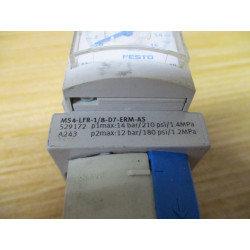 FESTO
MS4-LFR-1/8-D7-ERM-AS
529172 p1max:14 bar/210 psi/1.4MPa
A243 p2max:12 bar/180 psi/1.2MPa